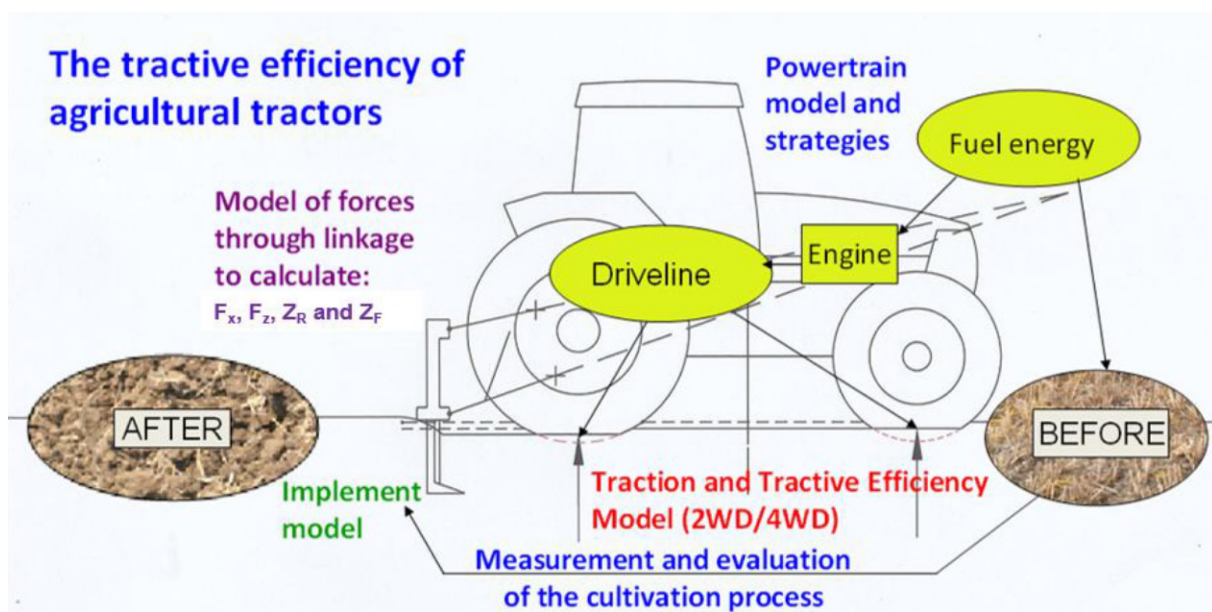 The tractive efficiency of
agricultural tractors
Powertrain
model and
strategies
Fuel energy
Model of forces
through linkage
to calculate:
Fx, Fz, ZR and ZF
Driveline
Engine
AFTER
BEFORE
Implement
model
Traction and Tractive Efficiency
Model (2WD/4WD)
Measurement and evaluation
of the cultivation process